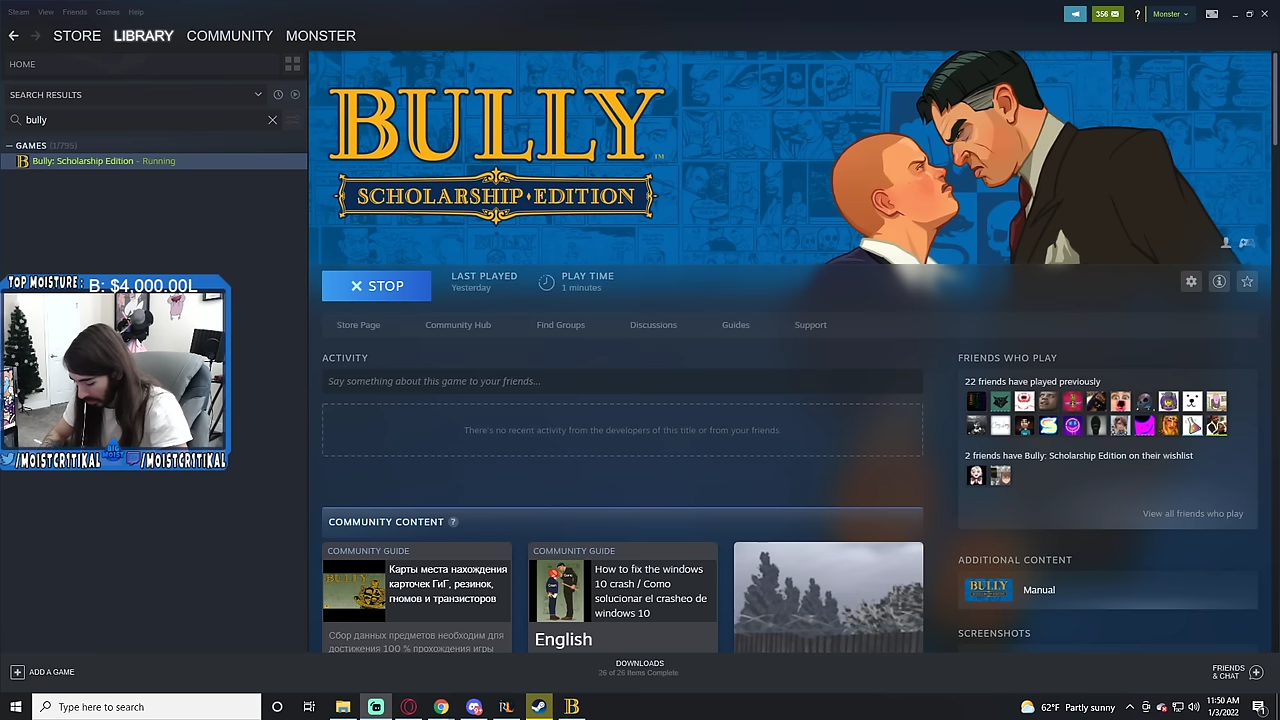 Steam View Friends Games Help
356
?
Monster
STORE LIBRARY COMMUNITY MONSTER
HOME
SEARCH RESULTS
bully
GAMES (1/795)
Bully: Scholarship Edition - Running
BULLY
TM
SCHOLARSHIP EDITION
STOP
LAST PLAYED
Yesterday
PLAY TIME
1 minutes
Store Page Community Hub Find Groups Discussions Guides Support
TOP MOISTURE: B: $4,000.00L
BIG MOIST
/MOISTCR1TIKAL /MOISTCR1TIKAL
ACTIVITY
Say something about this game to your friends...
There's no recent activity from the developers of this title or from your friends.
FRIENDS WHO PLAY
22 friends have played previously
2 friends have Bully: Scholarship Edition on their wishlist
View all friends who play
COMMUNITY CONTENT ?
COMMUNITY GUIDE
Карты места нахождения
карточек ГиГ, резинок,
гномов и транзисторов
Сбор данных предметов необходим для
достижения 100 % прохождения игры
COMMUNITY GUIDE
How to fix the windows
10 crash / Como
solucionar el crasheo de
windows 10
English
ADDITIONAL CONTENT
BULLY
Manual
SCREENSHOTS
ADD A GAME
DOWNLOADS
26 of 26 Items Complete
FRIENDS
& CHAT
Type here to search
62°F Partly sunny
11:50 AM
1/3/2022